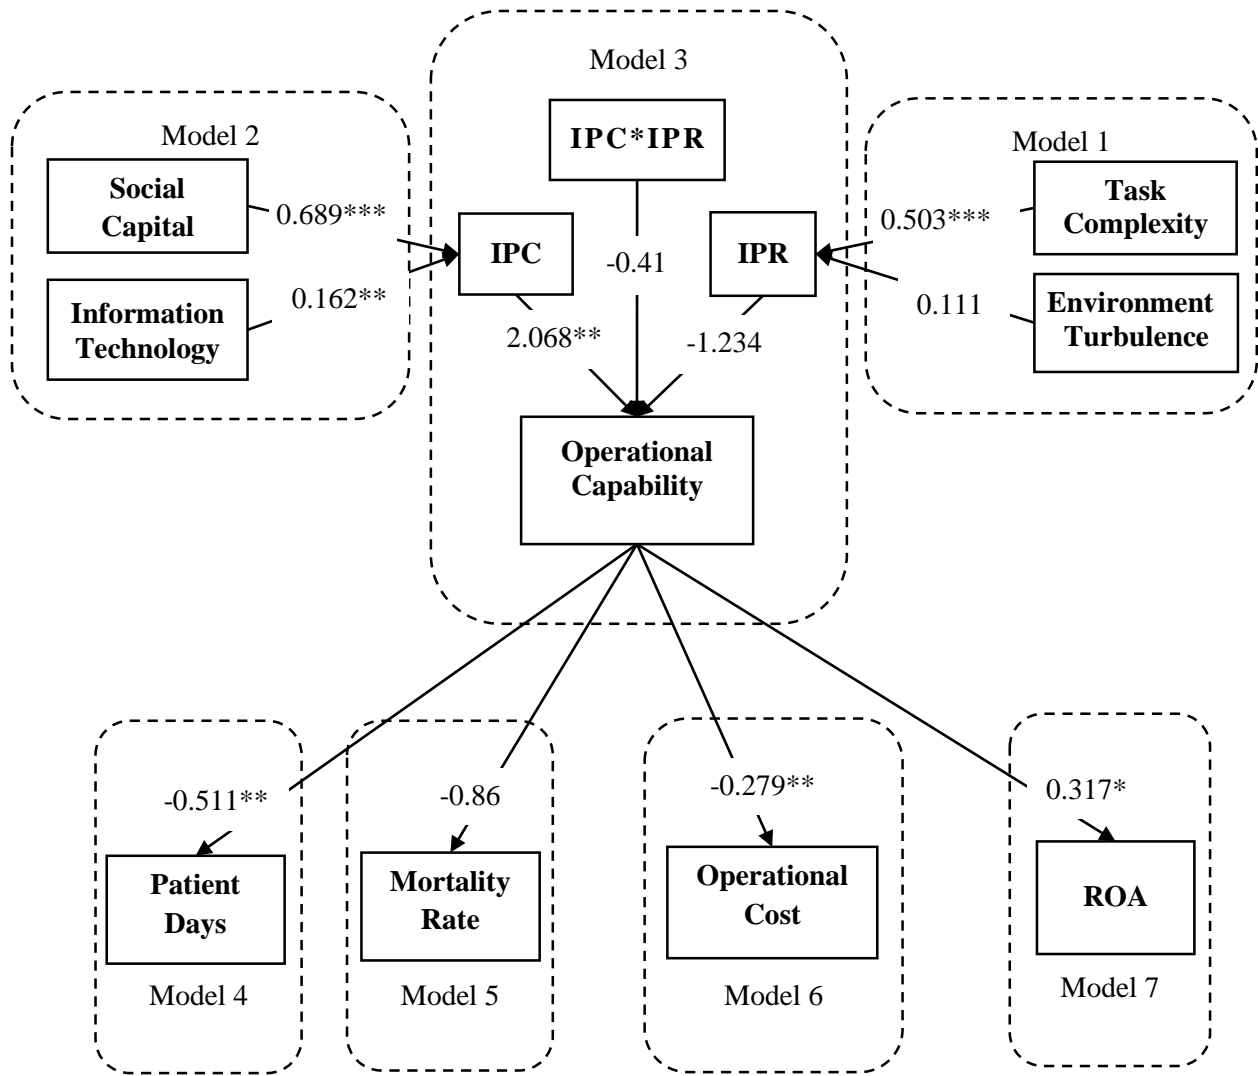 Model 3
IPC*IPR
Model 2
Social
Capital
0.689***
Information
Technology
0.162**
IPC
-0.41
IPR
2.068**
-1.234
Model 1
Task
Complexity
0.503***
Environment
Turbulence
0.111
Operational
Capability
-0.511**
Patient
Days
Model 4
-0.86
Mortality
Rate
Model 5
-0.279**
Operational
Cost
Model 6
0.317*
ROA
Model 7